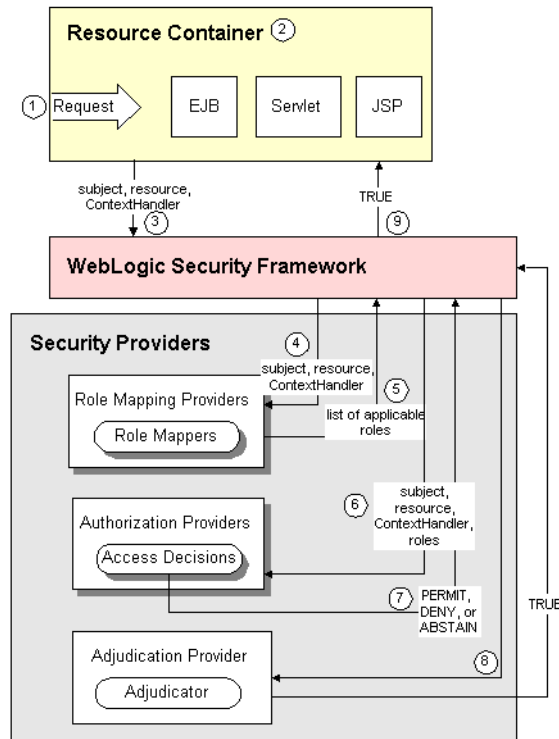 Resource Container 2
1 Request
EJB
Servlet
JSP
subject, resource,
ContextHandler
3
TRUE
9
WebLogic Security Framework
Security Providers
4
subject, resource,
ContextHandler
Role Mapping Providers
Role Mappers
5
list of applicable
roles
6
subject,
resource,
ContextHandler,
roles
Authorization Providers
Access Decisions
7
PERMIT,
DENY, or
ABSTAIN
TRUE
8
Adjudication Provider
Adjudicator